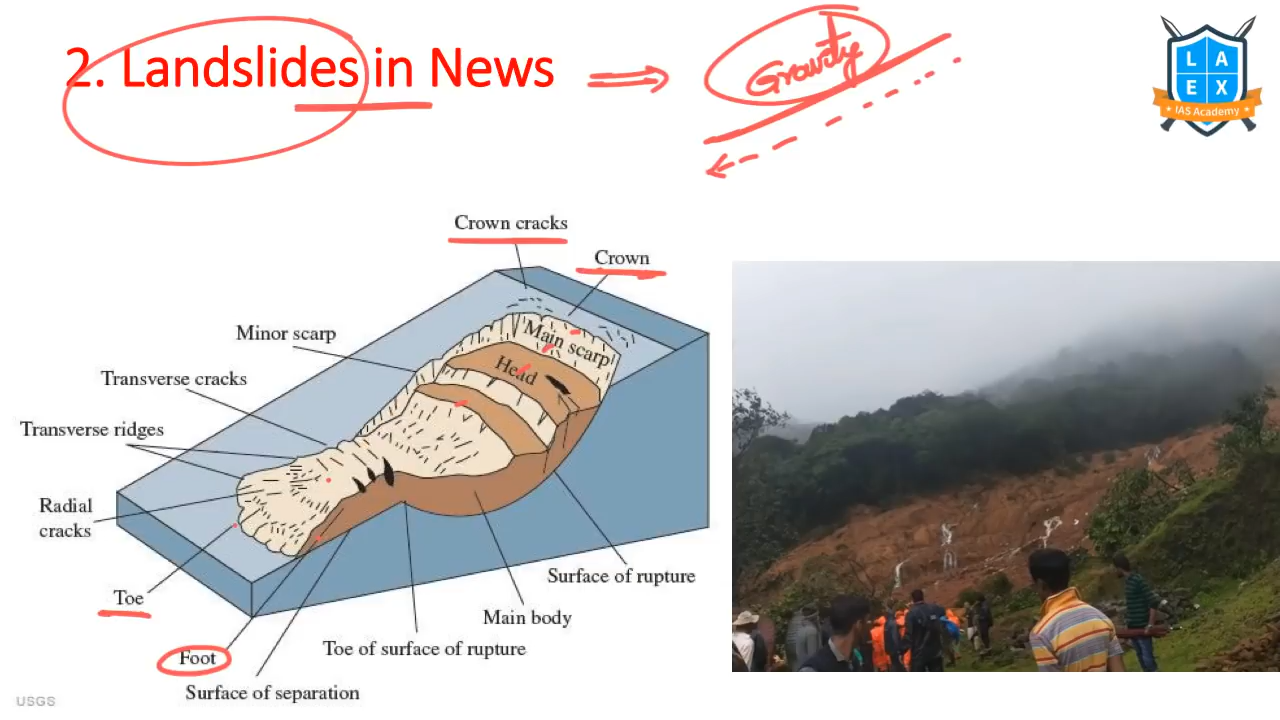 2. Landslides in News
Gravity
L A
E X
IAS Academy
Crown cracks
Crown
Minor scarp
Main scarp
Head
Transverse cracks
Transverse ridges
Radial
cracks
Toe
Foot
Surface of separation
Toe of surface of rupture
Main body
Surface of rupture
USGS